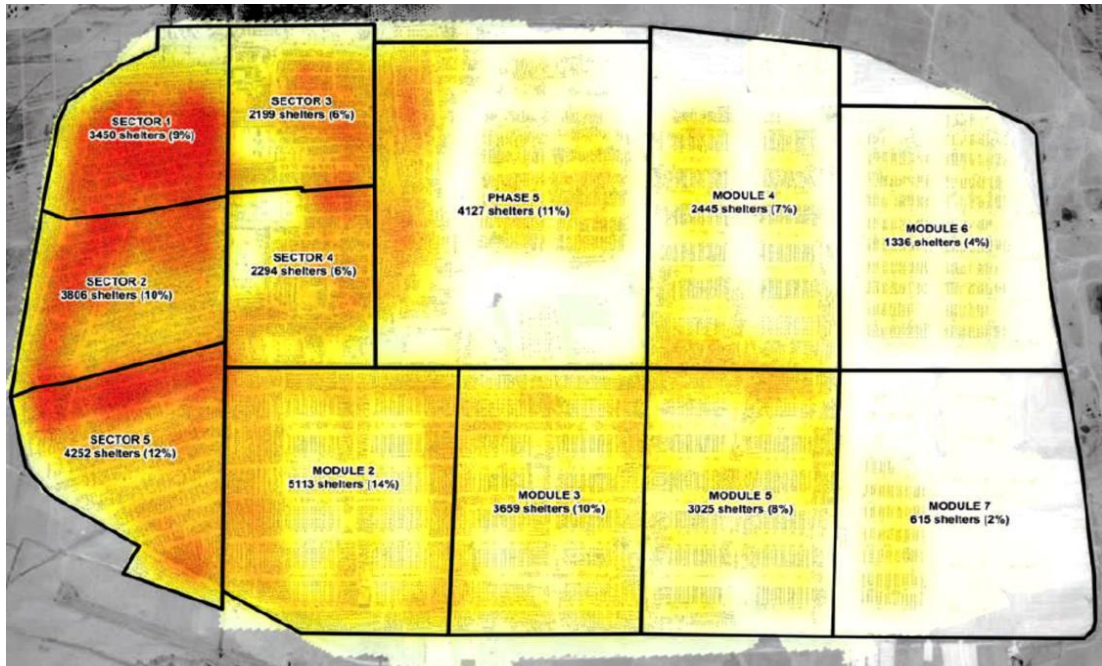 SECTOR 1
3450 shelters (9%)
SECTOR 3
2199 shelters (6%)
PHASE 5
4127 shelters (11%)
MODULE 4
2445 shelters (7%)
MODULE 6
1336 shelters (4%)
SECTOR 2
3806 shelters (10%)
SECTOR 4
2294 shelters (6%)
SECTOR 5
4252 shelters (12%)
MODULE 2
5113 shelters (14%)
MODULE 3
3659 shelters (10%)
MODULE 5
3025 shelters (8%)
MODULE 7
615 shelters (2%)